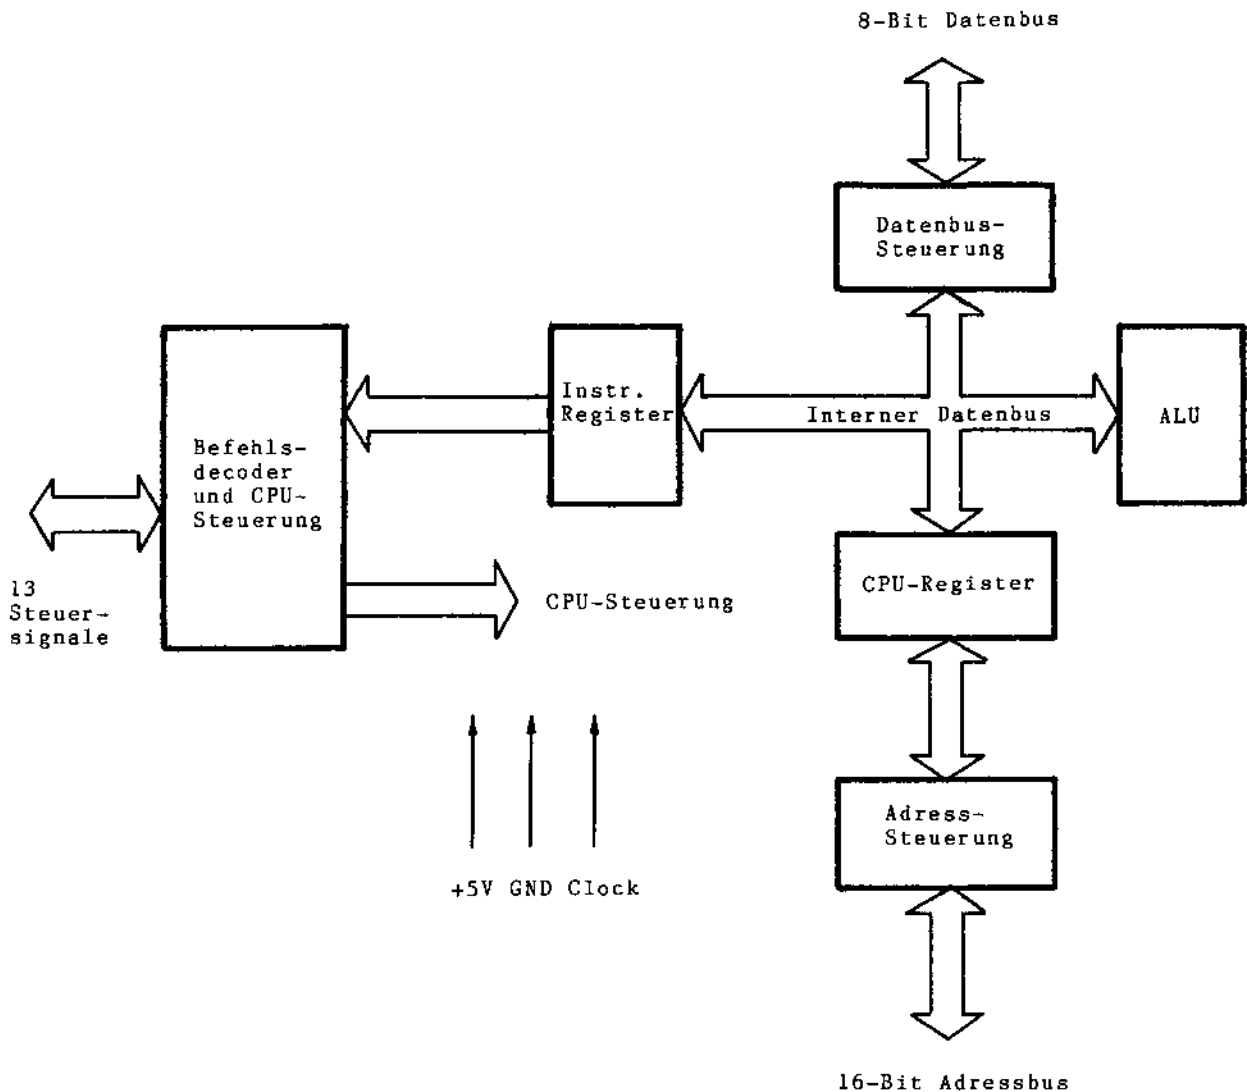 8-Bit Datenbus
Datenbus-
Steuerung
Instr.
Register
Interner Datenbus
ALU
Befehls-
decoder
und CPU-
Steuerung
13
Steuer-
signale
CPU-Steuerung
CPU-Register
Adress-
Steuerung
+5V GND Clock
16-Bit Adressbus